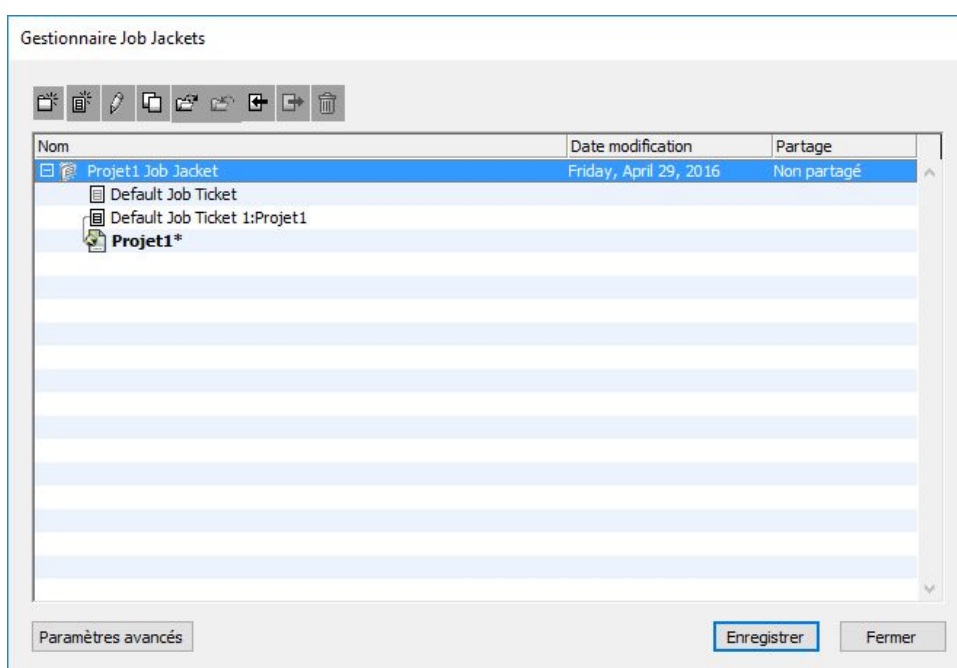 Gestionnaire Job Jackets
Nom Date modification Partage
Projet1 Job Jacket Friday, April 29, 2016 Non partagé
Default Job Ticket
Default Job Ticket 1:Projet1
Projet1*
Paramètres avancés Enregistrer Fermer